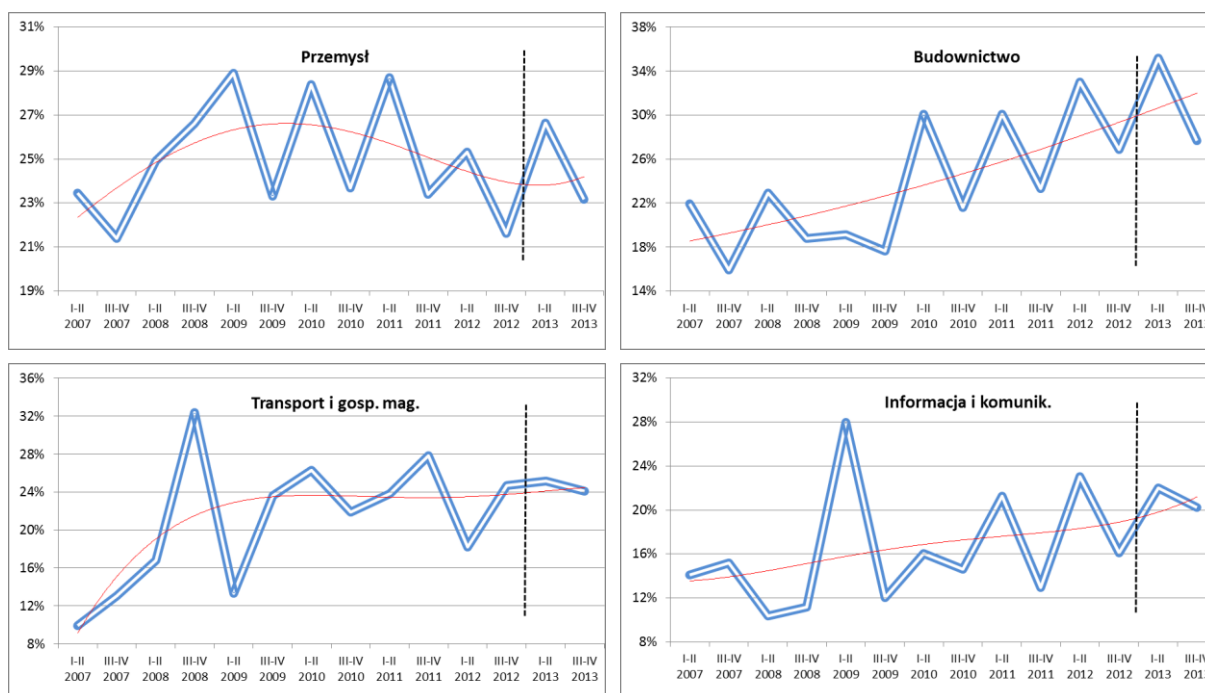 Przemysł
31%
29%
27%
25%
23%
21%
19%
I-II III-IV I-II III-IV I-II III-IV I-II III-IV I-II III-IV I-II III-IV I-II III-IV
2007 2007 2008 2008 2009 2009 2010 2010 2011 2011 2012 2012 2013 2013
Budownictwo
38%
34%
30%
26%
22%
18%
14%
I-II III-IV I-II III-IV I-II III-IV I-II III-IV I-II III-IV I-II III-IV I-II III-IV
2007 2007 2008 2008 2009 2009 2010 2010 2011 2011 2012 2012 2013 2013
Transport i gosp. mag.
36%
32%
28%
24%
20%
16%
12%
8%
I-II III-IV I-II III-IV I-II III-IV I-II III-IV I-II III-IV I-II III-IV I-II III-IV
2007 2007 2008 2008 2009 2009 2010 2010 2011 2011 2012 2012 2013 2013
Informacja i komunik.
32%
28%
24%
20%
16%
12%
8%
I-II III-IV I-II III-IV I-II III-IV I-II III-IV I-II III-IV I-II III-IV I-II III-IV
2007 2007 2008 2008 2009 2009 2010 2010 2011 2011 2012 2012 2013 2013